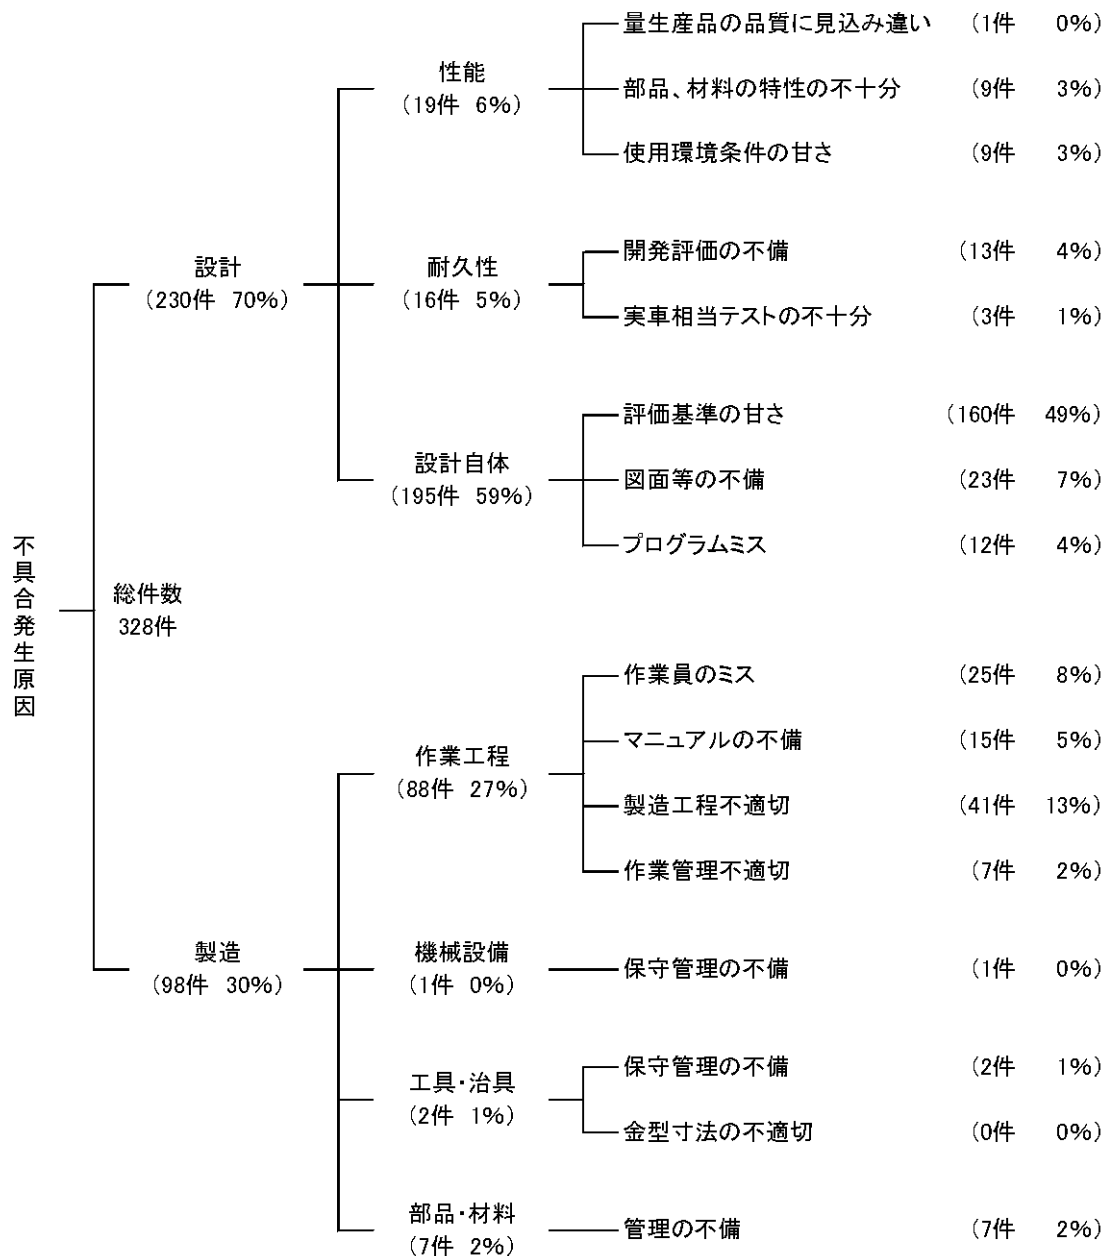 量生産品の品質に見込み違い (1件 0%)
性能
(19件 6%)
部品、材料の特性の不十分 (9件 3%)
使用環境条件の甘さ (9件 3%)
設計
(230件 70%)
耐久性
(16件 5%)
開発評価の不備 (13件 4%)
実車相当テストの不十分 (3件 1%)
設計自体
(195件 59%)
評価基準の甘さ (160件 49%)
図面等の不備 (23件 7%)
プログラムミス (12件 4%)
不具合発生原因
総件数
328件
作業工程
(88件 27%)
作業員のミス (25件 8%)
マニュアルの不備 (15件 5%)
製造工程不適切 (41件 13%)
作業管理不適切 (7件 2%)
製造
(98件 30%)
機械設備
(1件 0%)
保守管理の不備 (1件 0%)
工具・治具
(2件 1%)
保守管理の不備 (2件 1%)
金型寸法の不適切 (0件 0%)
部品・材料
(7件 2%)
管理の不備 (7件 2%)